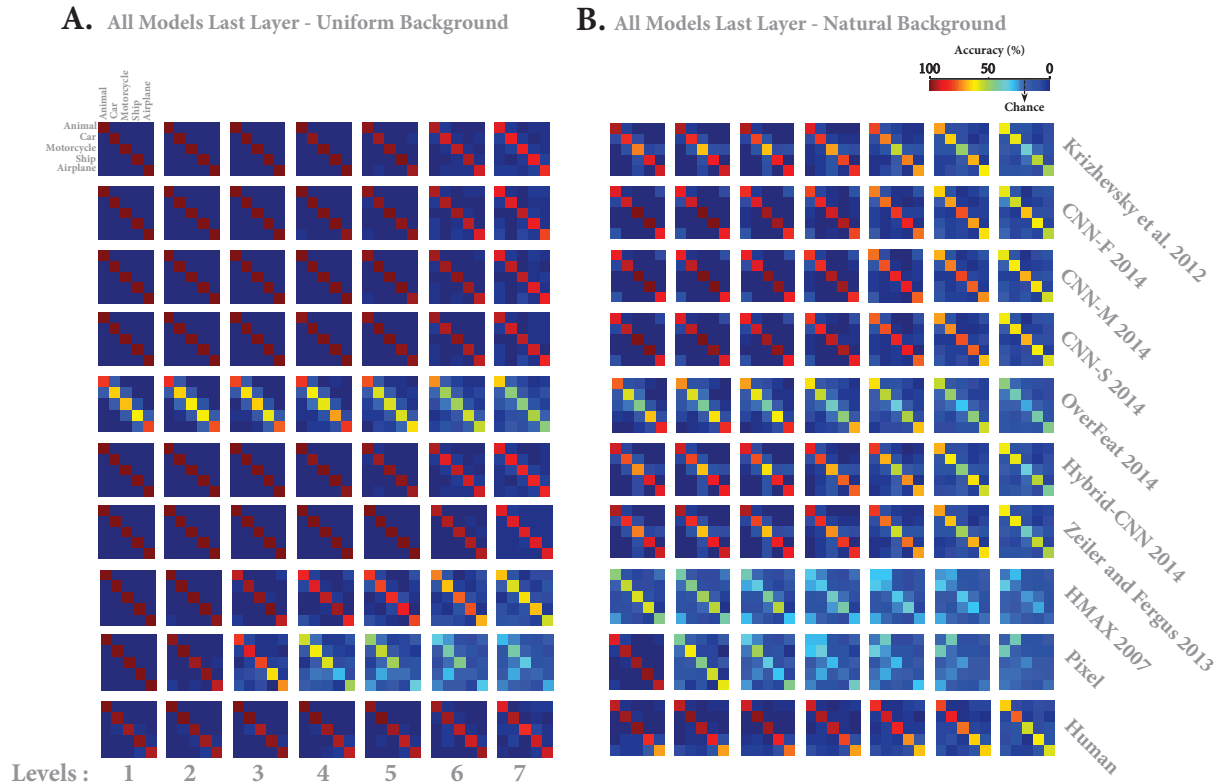 A. All Models Last Layer - Uniform Background
B. All Models Last Layer - Natural Background
Accuracy (%)
100 50 0
Chance
Animal
Car
Motorcycle
Ship
Airplane
Animal
Car
Motorcycle
Ship
Airplane
Krizhevsky et al. 2012
CNN-F 2014
CNN-M 2014
CNN-S 2014
OverFeat 2014
Hybrid-CNN 2014
Zeiler and Fergus 2013
HMAX 2007
Pixel
Human
Levels : 1 2 3 4 5 6 7